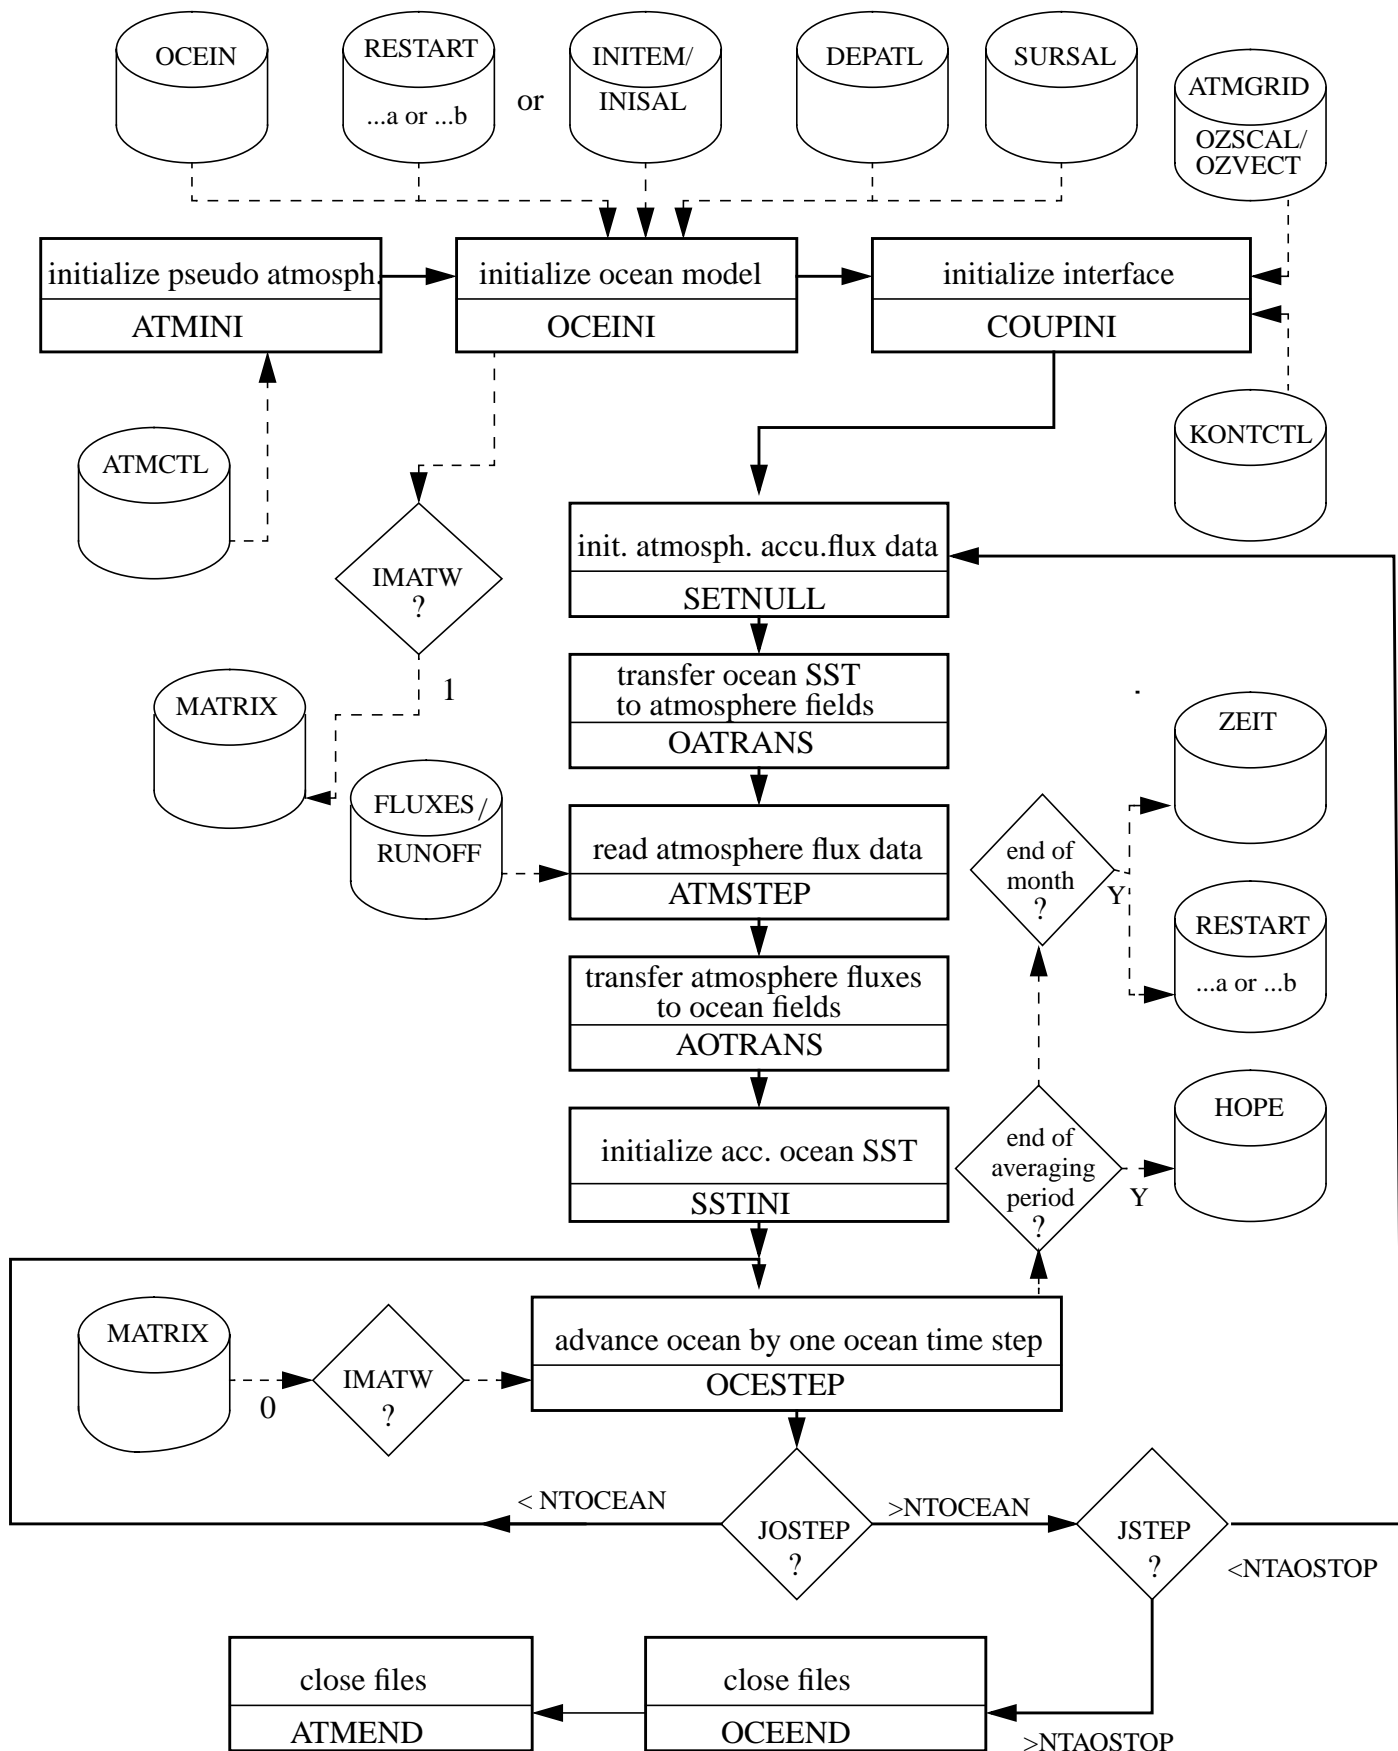 OCEIN
RESTART
...a or ...b
or
INITEM/
INISAL
DEPATL
SURSAL
ATMGRID
OZSCAL/
OZVECT
initialize pseudo atmosph.
ATMINI
initialize ocean model
OCEINI
initialize interface
COUPINI
ATMCTL
KONTCTL
IMATW
?
1
MATRIX
init. atmosph. accu.flux data
SETNULL
transfer ocean SST
to atmosphere fields
OATRANS
FLUXES/
RUNOFF
read atmosphere flux data
ATMSTEP
transfer atmosphere fluxes
to ocean fields
AOTRANS
initialize acc. ocean SST
SSTINI
end of
month
?
Y
ZEIT
RESTART
...a or ...b
end of
averaging
period
?
Y
HOPE
MATRIX
0
IMATW
?
advance ocean by one ocean time step
OCESTEP
< NTOCEAN
JOSTEP
?
>NTOCEAN
JSTEP
?
<NTAOSTOP
close files
ATMEND
close files
OCEEND
>NTAOSTOP